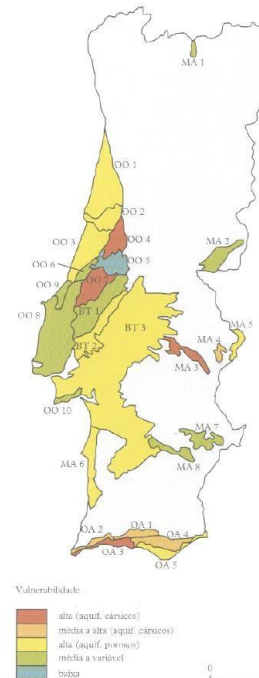 MA 1
OO 1
OO 2
OO 3
OO 4
MA 2
OO 6
OO 5
OO 9
OO 7
OO 8
BT 1
BT 3
MA 5
MA 4
BT 2
MA 3
OO 10
MA 7
MA 6
MA 8
OA 2
OA 1
OA 4
OA 3
OA 5
Vulnerabilidade
alta (aquif. cársicos)
média a alta (aquif. cársicos)
alta (aquif. porosos)
média a variável
baixa
0